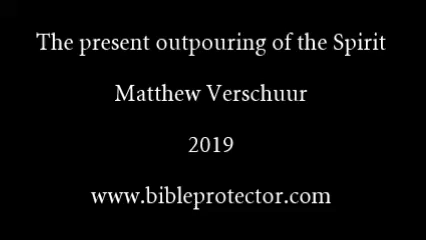 The present outpouring of the Spirit
Matthew Verschuur
2019
www.bibleprotector.com